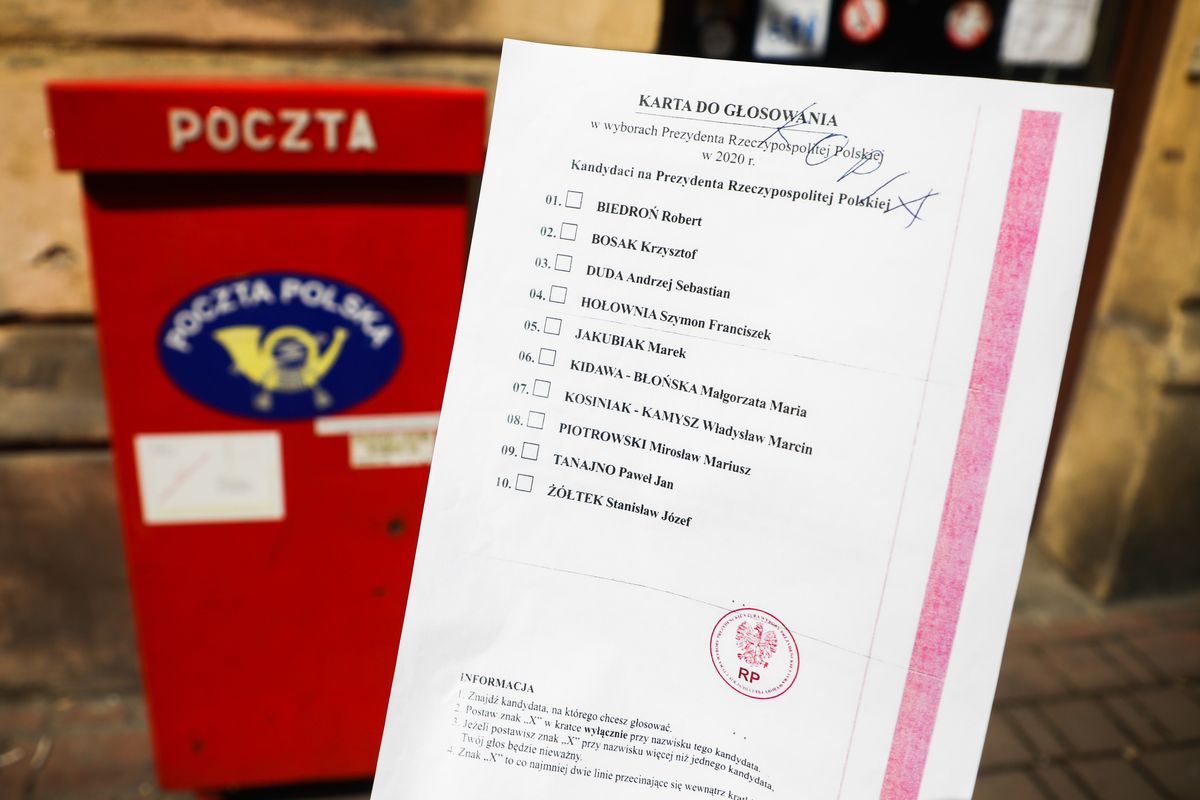 POCZTA
POCZTA POLSKA
KARTA DO GŁOSOWANIA
w wyborach Prezydenta Rzeczypospolitej Polskiej
w 2020 r.
KOPIA
Kandydaci na Prezydenta Rzeczypospolitej Polskiej
01. BIEDROŃ Robert
02. BOSAK Krzysztof
03. DUDA Andrzej Sebastian
04. HOŁOWNIA Szymon Franciszek
05. JAKUBIAK Marek
06. KIDAWA - BŁOŃSKA Małgorzata Maria
07. KOSINIAK - KAMYSZ Władysław Marcin
08. PIOTROWSKI Mirosław Mariusz
09. TANAJNO Paweł Jan
10. ŻÓŁTEK Stanisław Józef
RP
INFORMACJA
1. Znajdź kandydata, na którego chcesz głosować.
2. Postaw znak „X” w kratce wyłącznie przy nazwisku tego kandydata.
3. Jeżeli postawisz znak „X” przy nazwisku więcej niż jednego kandydata,
Twój głos będzie nieważny.
4. Znak „X” to co najmniej dwie linie przecinające się wewnątrz